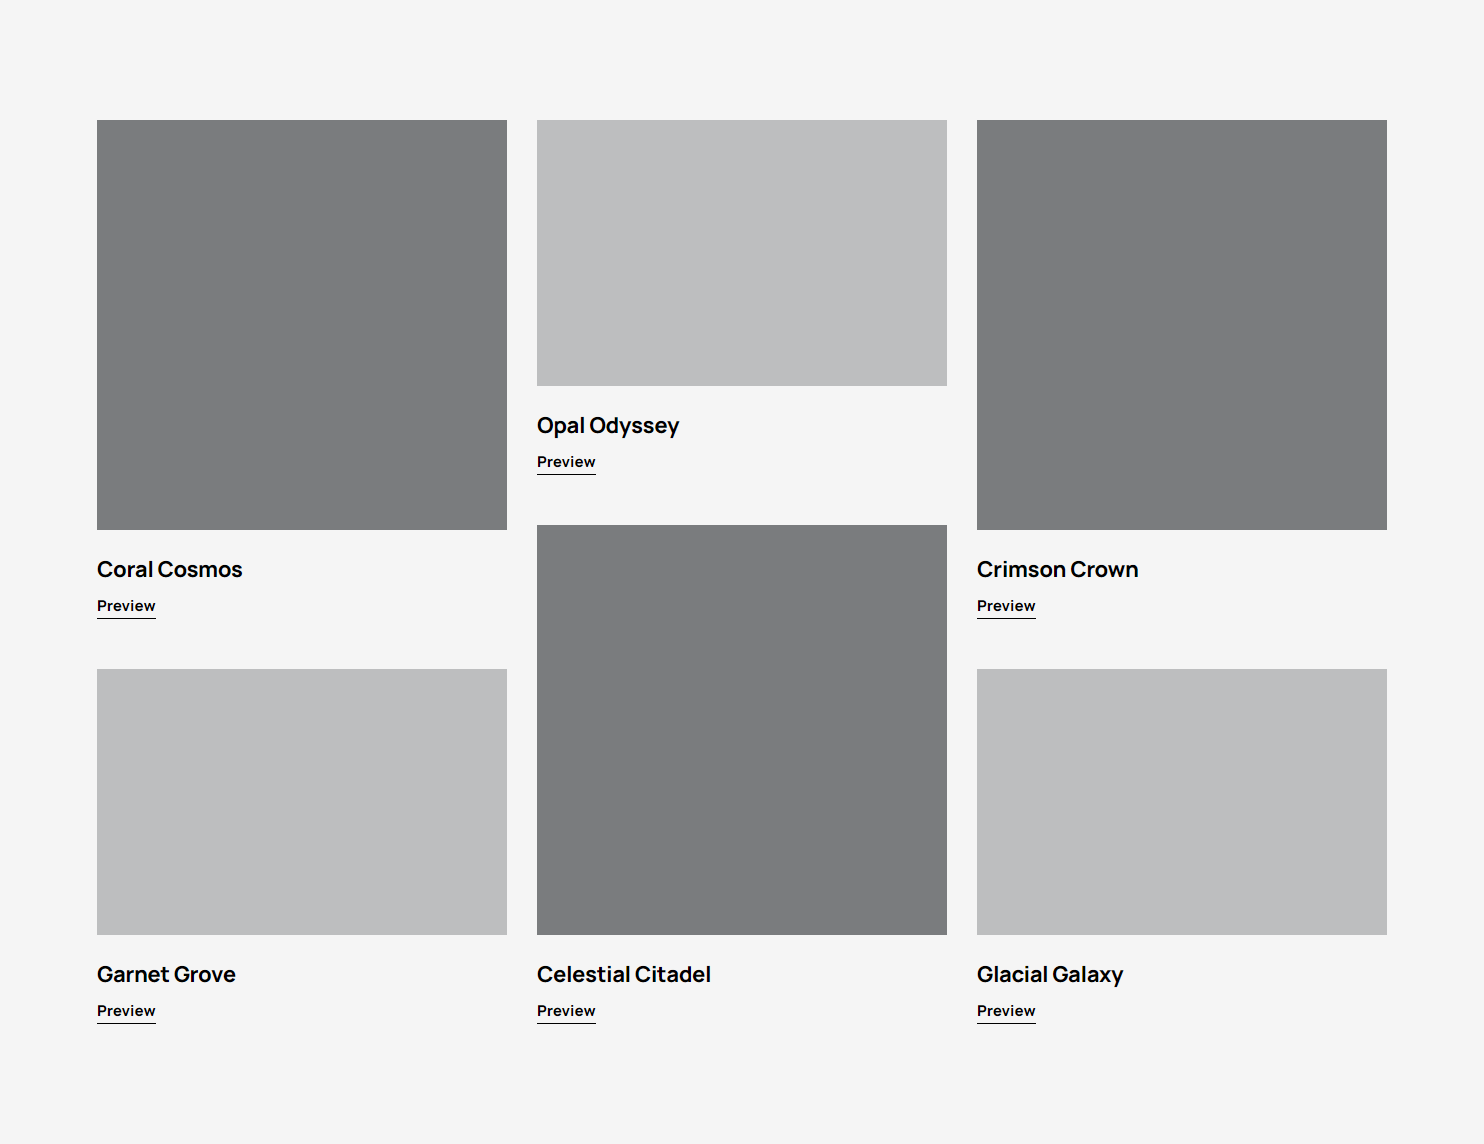 Coral Cosmos
Preview
Opal Odyssey
Preview
Crimson Crown
Preview
Garnet Grove
Preview
Celestial Citadel
Preview
Glacial Galaxy
Preview